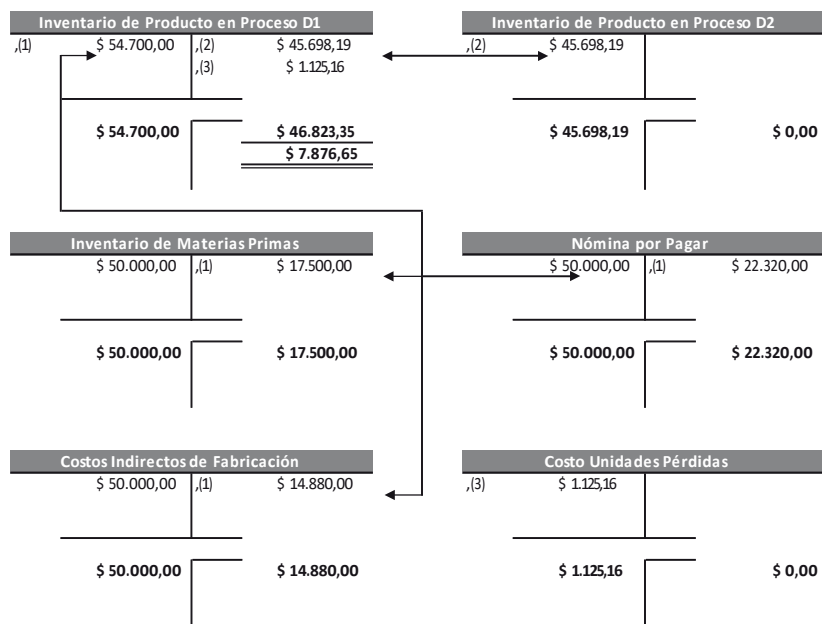 Inventario de Producto en Proceso D1
,(1) $ 54.700,00 ,(2) $ 45.698,19
,(3) $ 1.125,16
$ 54.700,00 $ 46.823,35
$ 7.876,65
Inventario de Producto en Proceso D2
,(2) $ 45.698,19
$ 45.698,19 $ 0,00
Inventario de Materias Primas
$ 50.000,00 ,(1) $ 17.500,00
$ 50.000,00 $ 17.500,00
Nómina por Pagar
$ 50.000,00 ,(1) $ 22.320,00
$ 50.000,00 $ 22.320,00
Costos Indirectos de Fabricación
$ 50.000,00 ,(1) $ 14.880,00
$ 50.000,00 $ 14.880,00
Costo Unidades Pérdidas
,(3) $ 1.125,16
$ 1.125,16 $ 0,00